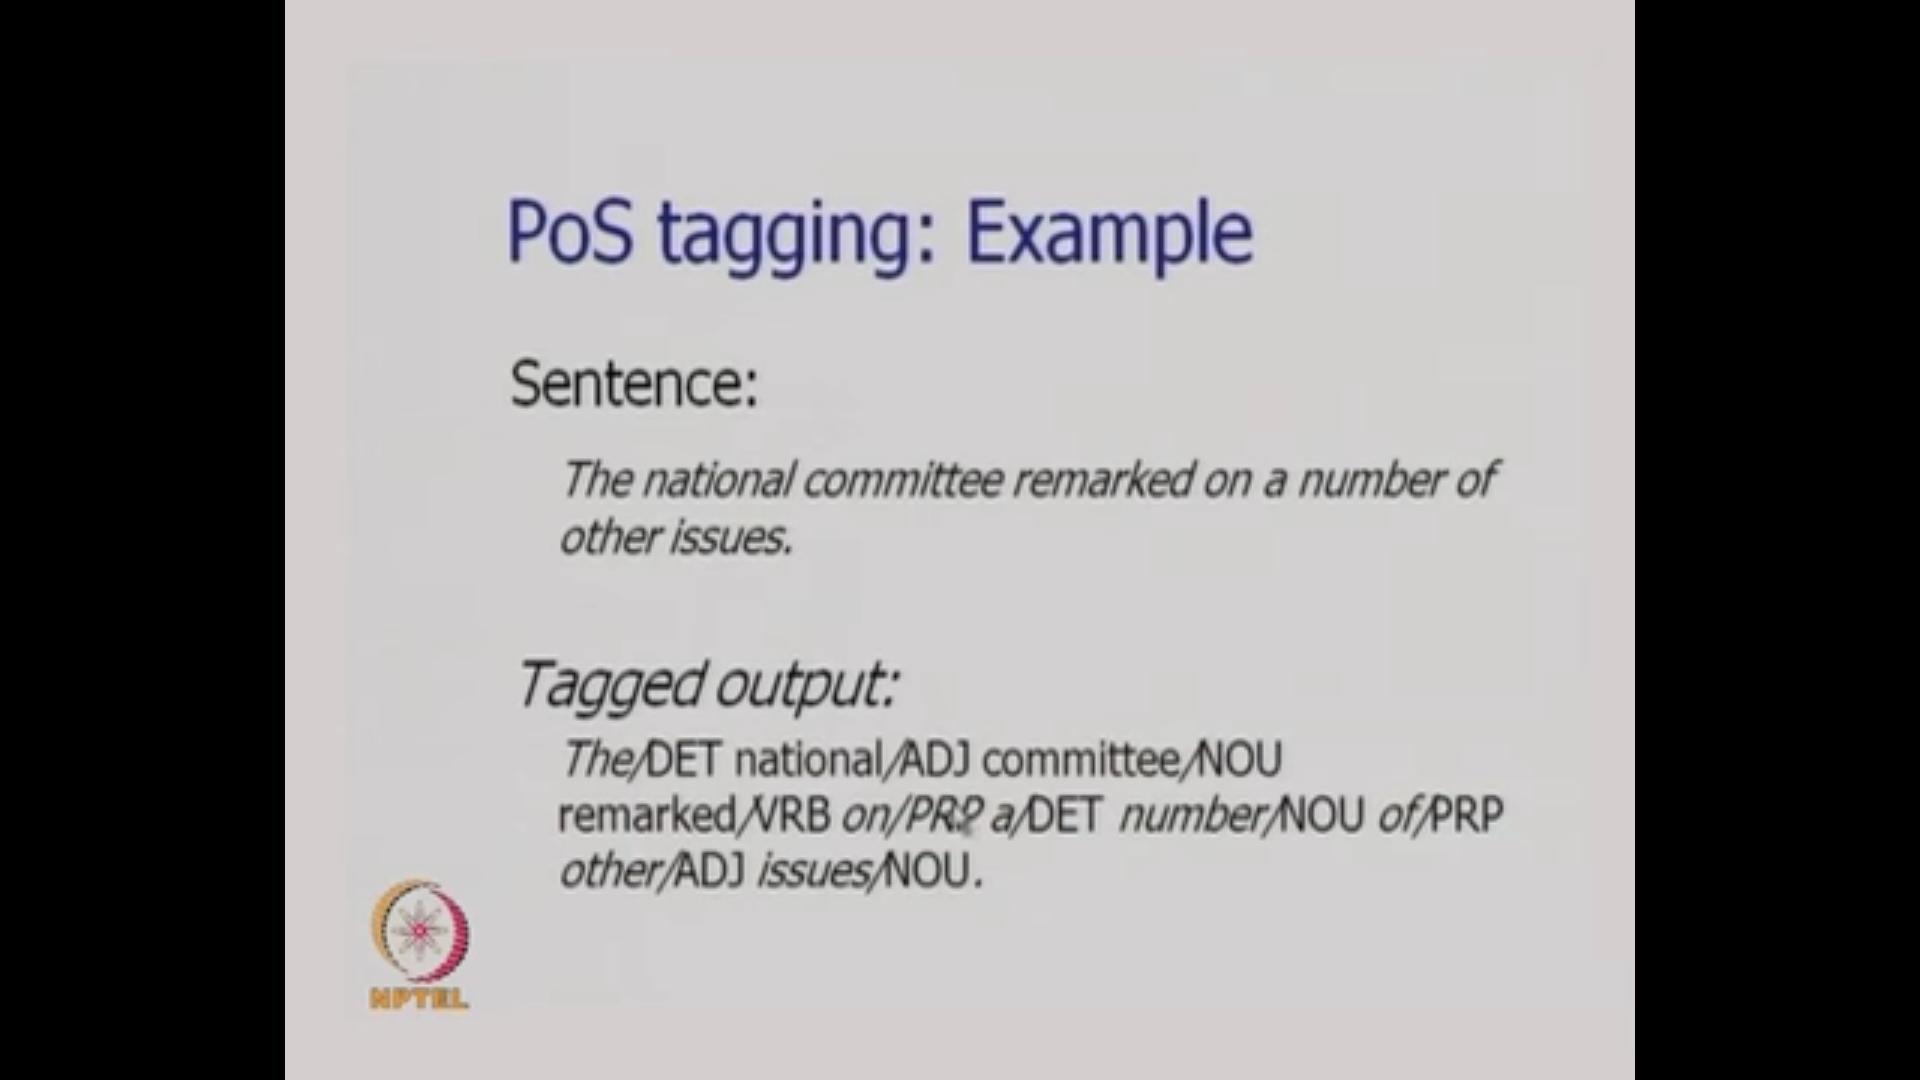 PoS tagging: Example
Sentence:
The national committee remarked on a number of
other issues.
Tagged output:
The/DET national/ADJ committee/NOU
remarked/VRB on/PRP a/DET number/NOU of/PRP
other/ADJ issues/NOU.
NPTEL